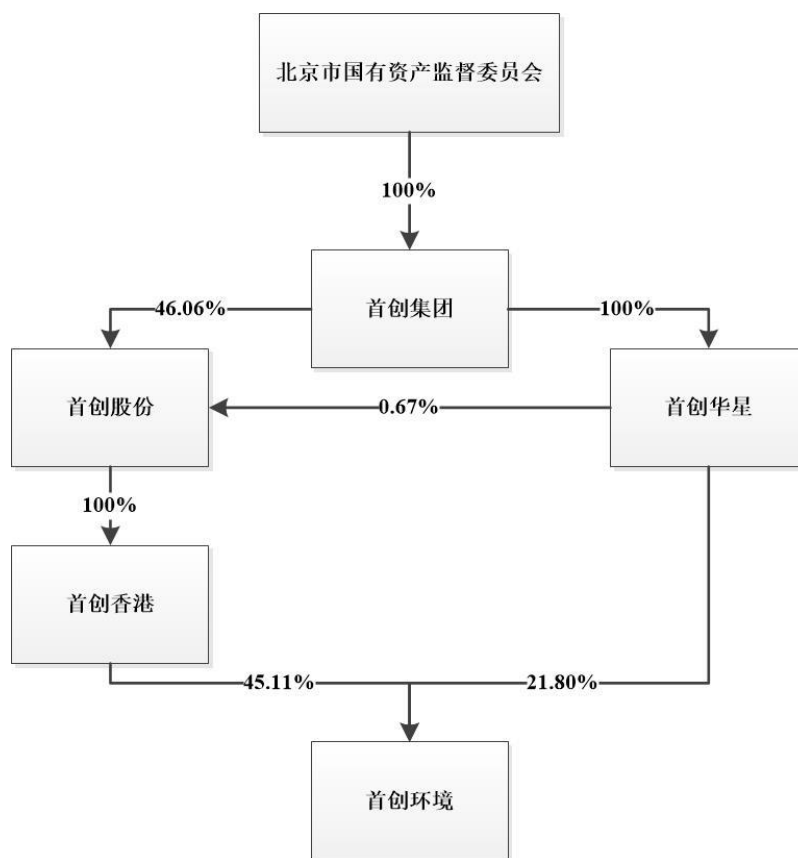 北京市国有资产监督委员会
100%
首创集团
46.06%
100%
首创股份
0.67%
首创华星
100%
首创香港
45.11%
21.80%
首创环境